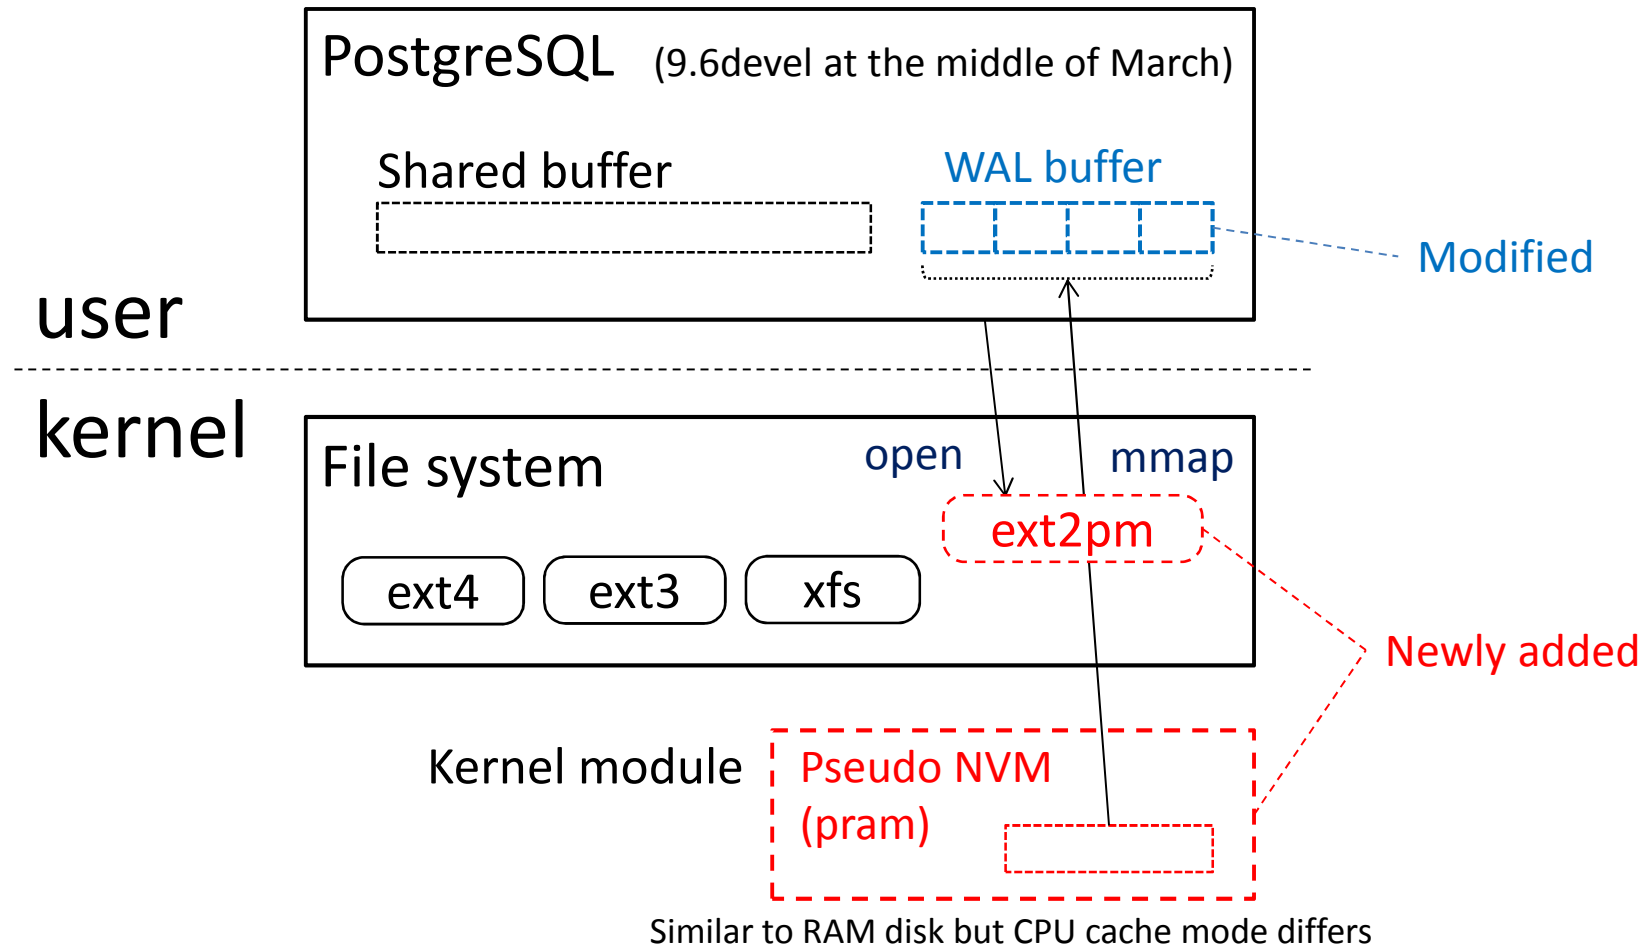 PostgreSQL (9.6devel at the middle of March)
Shared buffer
WAL buffer
Modified
user
kernel
File system
open
mmap
ext2pm
ext4
ext3
xfs
Newly added
Kernel module
Pseudo NVM
(pram)
Similar to RAM disk but CPU cache mode differs